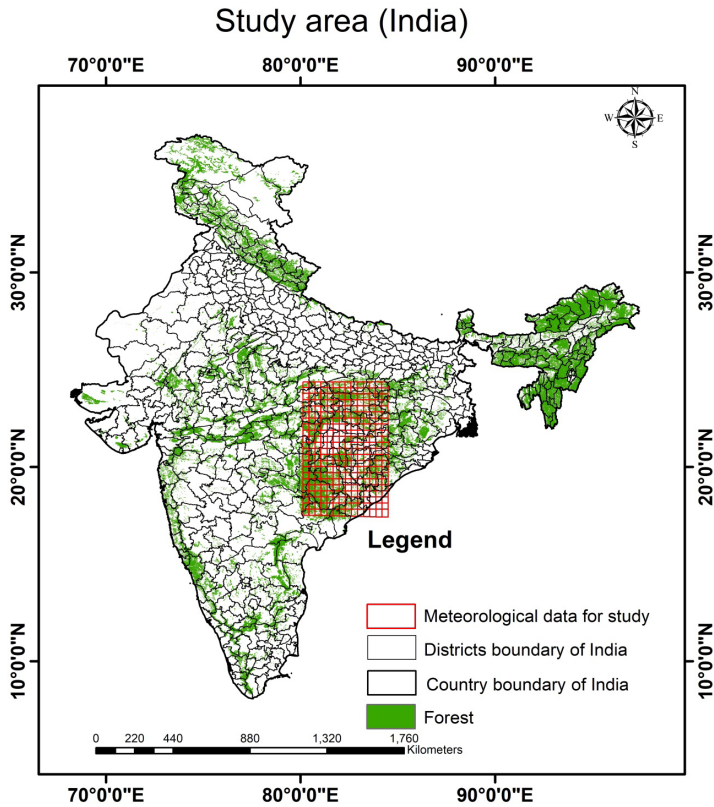 Study area (India)
70°0'0"E 80°0'0"E 90°0'0"E
N
W E
S
30°0'0"N 30°0'0"N
20°0'0"N 20°0'0"N
Legend
Meteorological data for study
Districts boundary of India
10°0'0"N 10°0'0"N
Country boundary of India
Forest
0 220 440 880 1,320 1,760
Kilometers
70°0'0"E 80°0'0"E 90°0'0"E